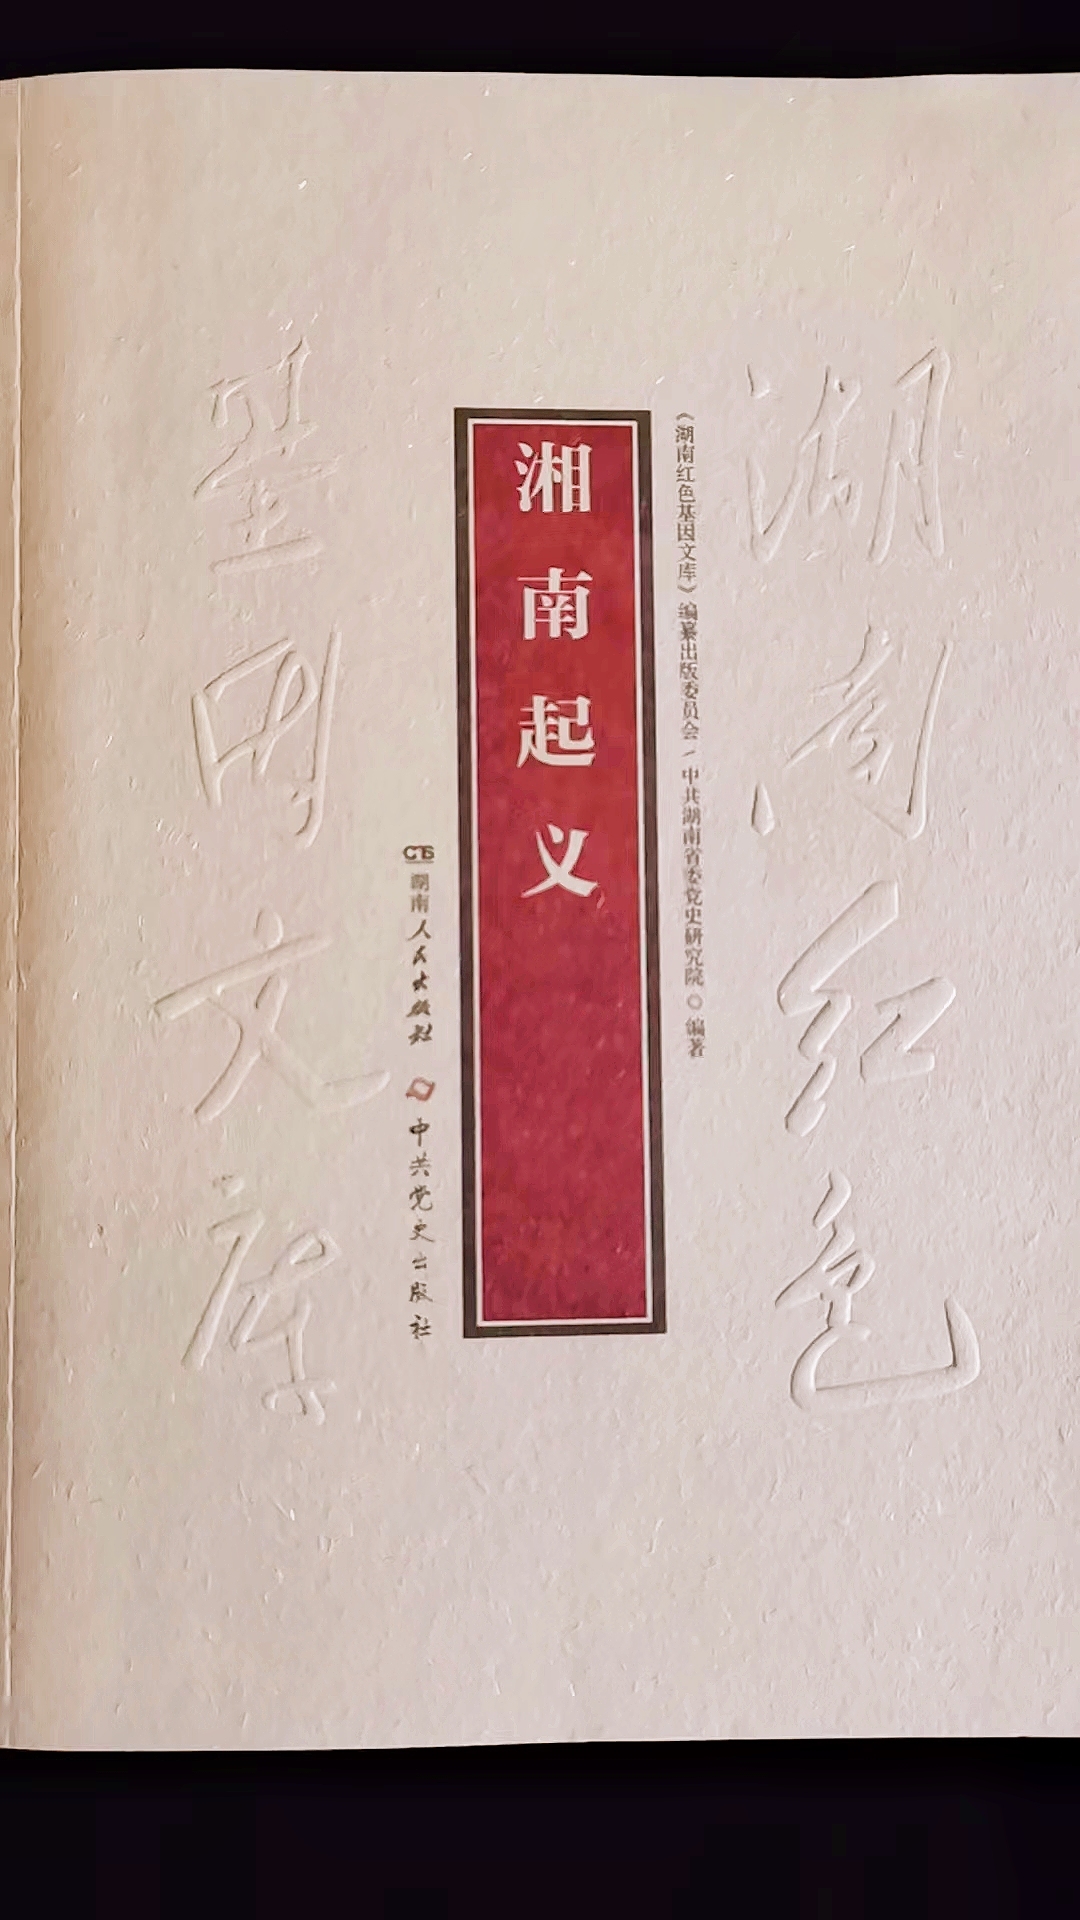 湖南红色
基因文库
《湖南红色基因文库》编纂出版委员会/中共湖南省委党史研究院◎编著
湘南起义
CTS
湖南人民出版社
中共党史出版社